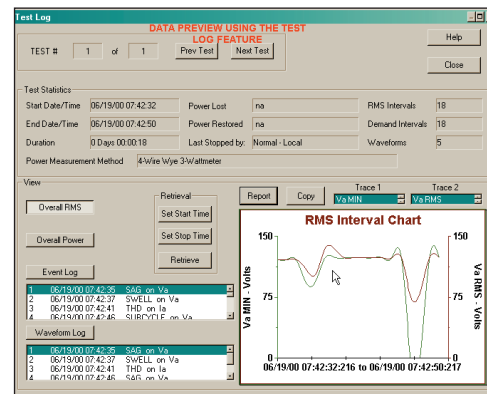 Test Log
DATA PREVIEW USING THE TEST
LOG FEATURE
TEST # 1 of 1 Prev Test Next Test
Help
Close
Test Statistics
Start Date/Time 06/19/00 07:42:32 Power Lost na RMS Intervals 18
End Date/Time 06/19/00 07:42:50 Power Restored na Demand Intervals 18
Duration 0 Days 00:00:18 Last Stopped by: Normal - Local Waveforms 5
Power Measurement Method 4-Wire Wye 3-Wattmeter
View
Overall RMS
Overall Power
Retrieval
Set Start Time
Set Stop Time
Retrieve
Event Log
1 06/19/00 07:42:35 SAG on Va
2 06/19/00 07:42:37 SWELL on Va
3 06/19/00 07:42:41 THD on Ia
4 06/19/00 07:42:46 SUBCYCLE on Va
Waveform Log
1 06/19/00 07:42:35 SAG on Va
2 06/19/00 07:42:37 SWELL on Va
3 06/19/00 07:42:41 THD on Ia
4 06/19/00 07:42:46 SAG on Va
Report Copy
Trace 1 Trace 2
Va MIN Va RMS
RMS Interval Chart
150 150
Va MIN - Volts
75 75
Va RMS - Volts
0 0
06/19/00 07:42:32:216 to 06/19/00 07:42:50:217